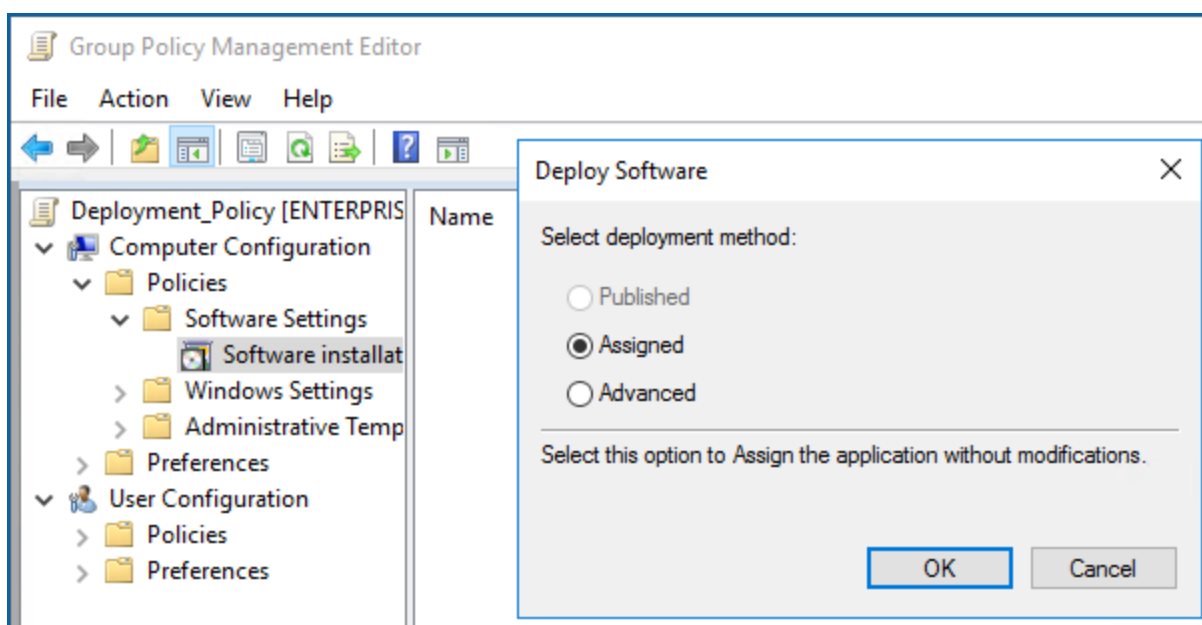 Group Policy Management Editor
File Action View Help
Deployment_Policy [ENTERPRIS
Computer Configuration
Policies
Software Settings
Software installat
Windows Settings
Administrative Temp
Preferences
User Configuration
Policies
Preferences
Name
Deploy Software
Select deployment method:
Published
Assigned
Advanced
Select this option to Assign the application without modifications.
OK Cancel